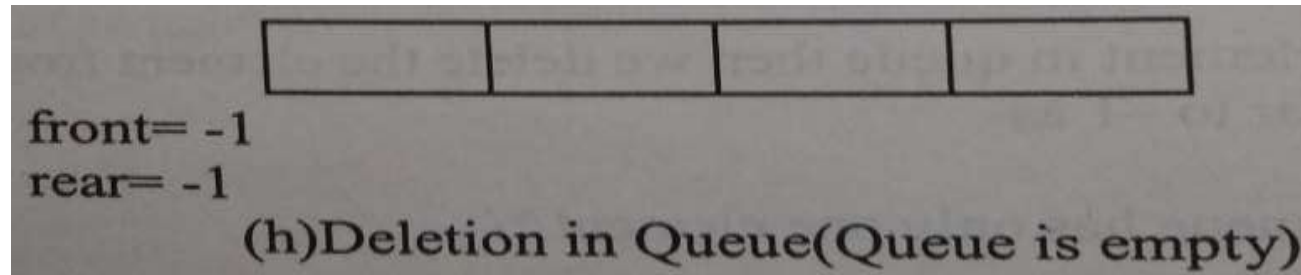 front= -1
rear= -1
(h)Deletion in Queue(Queue is empty)